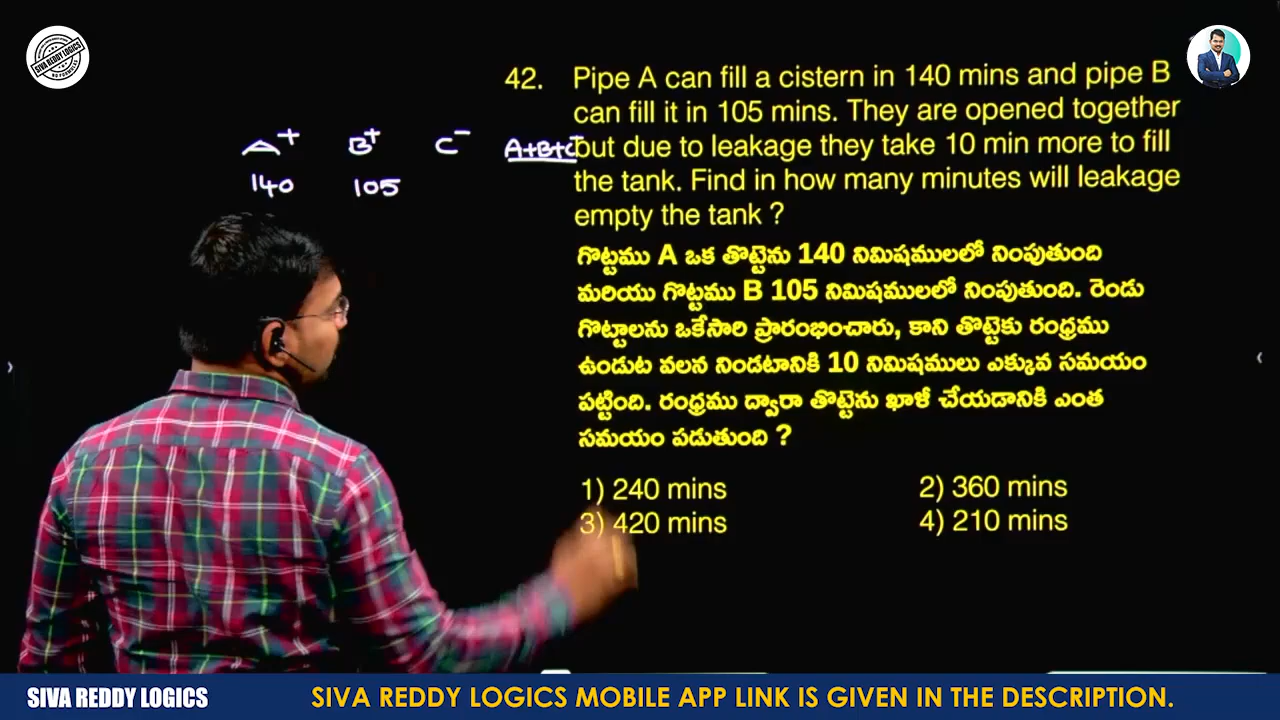 SIVA REDDY LOGICS
NO FORMULAS
A+ B+ C- A+B+C
140 105
42. Pipe A can fill a cistern in 140 mins and pipe B
can fill it in 105 mins. They are opened together
but due to leakage they take 10 min more to fill
the tank. Find in how many minutes will leakage
empty the tank ?
గొట్టము A ఒక తొట్టెను 140 నిమిషములలో నింపుతుంది
మరియు గొట్టము B 105 నిమిషములలో నింపుతుంది. రెండు
గొట్టాలను ఒకేసారి ప్రారంభించారు, కాని తొట్టెకు రంధ్రము
ఉండుట వలన నిండటానికి 10 నిమిషములు ఎక్కువ సమయం
పట్టింది. రంధ్రము ద్వారా తొట్టెను ఖాళీ చేయడానికి ఎంత
సమయం పడుతుంది ?
1) 240 mins 2) 360 mins
3) 420 mins 4) 210 mins
SIVA REDDY LOGICS SIVA REDDY LOGICS MOBILE APP LINK IS GIVEN IN THE DESCRIPTION.